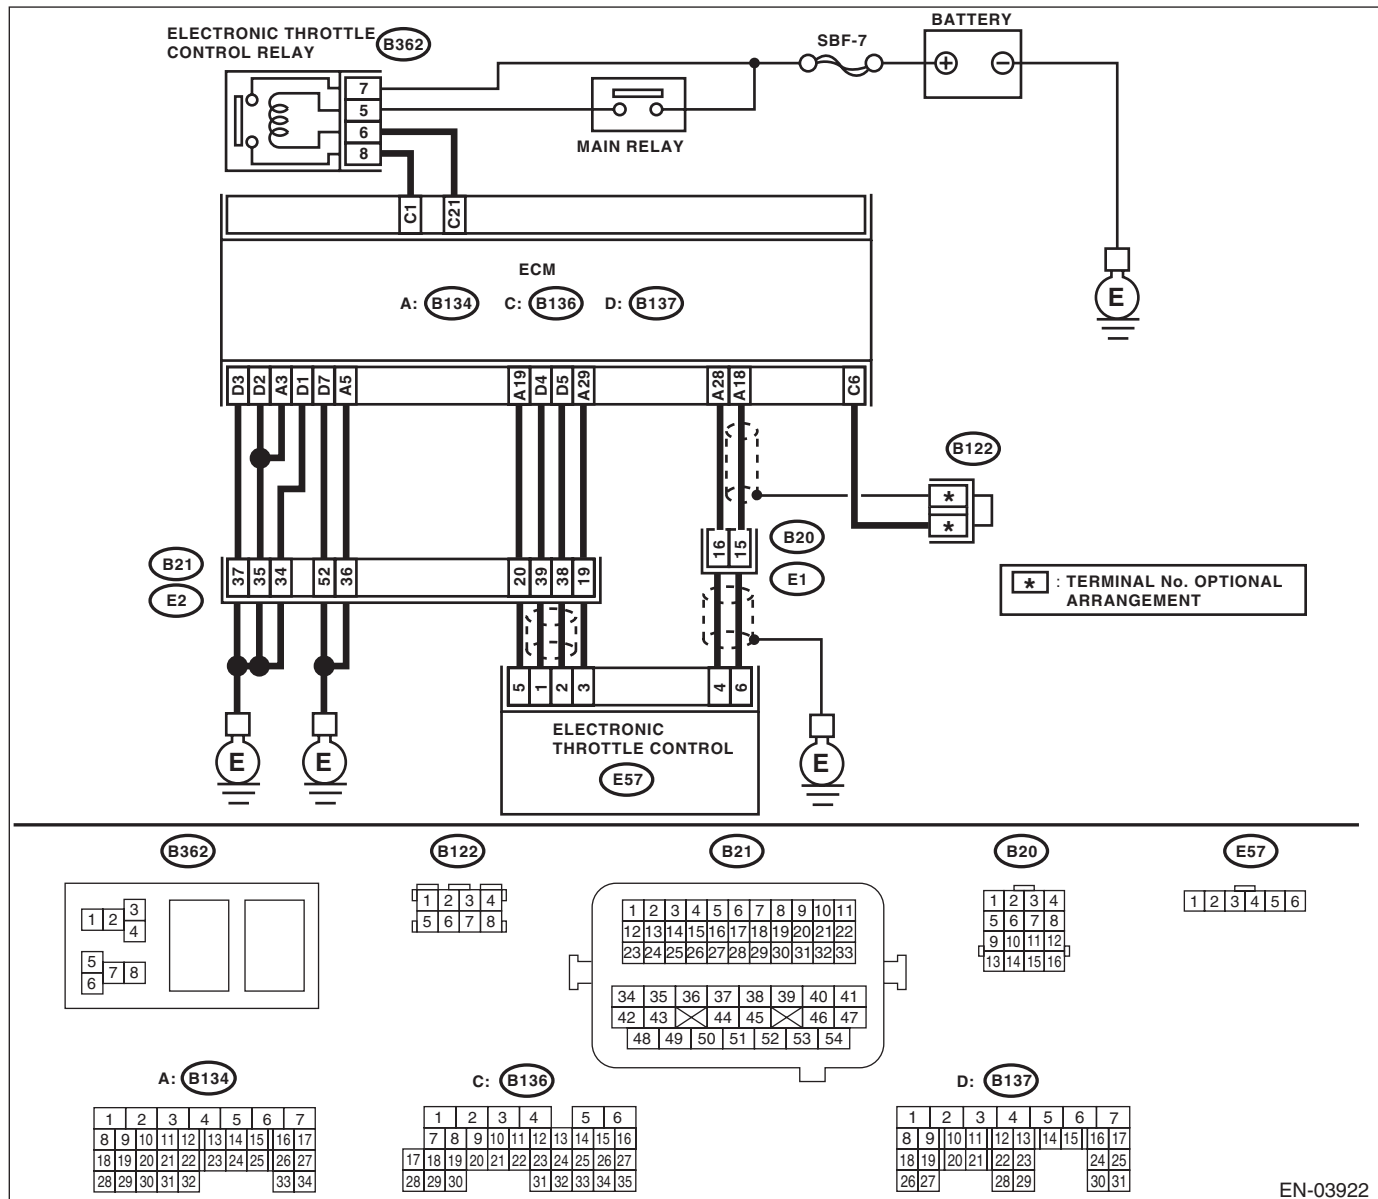 ELECTRONIC THROTTLE
CONTROL RELAY
B362
SBF-7
BATTERY
+ −
7
5
6
8
MAIN RELAY
C1 C21
ECM
A: B134 C: B136 D: B137
E
D3 D2 A3 D1 D7 A5 A19 D4 D5 A29 A28 A18 C6
B122
*
*
B21
E2
37 35 34 52 36 20 39 38 19
16 15
B20
E1
* : TERMINAL No. OPTIONAL
ARRANGEMENT
5 1 2 3 4 6
ELECTRONIC
THROTTLE CONTROL
E57
E E E
B362 B122 B21 B20 E57
B362
1 2 3
4
5
6 7 8
B122
1 2 3 4
5 6 7 8
1 2 3 4 5 6 7 8 9 10 11
12 13 14 15 16 17 18 19 20 21 22
23 24 25 26 27 28 29 30 31 32 33
34 35 36 37 38 39 40 41
42 43 44 45 46 47
48 49 50 51 52 53 54
1 2 3 4
5 6 7 8
9 10 11 12
13 14 15 16
1 2 3 4 5 6
A: B134
1 2 3 4 5 6 7
8 9 10 11 12 13 14 15 16 17
18 19 20 21 22 23 24 25 26 27
28 29 30 31 32 33 34
C: B136
1 2 3 4 5 6
7 8 9 10 11 12 13 14 15 16
17 18 19 20 21 22 23 24 25 26 27
28 29 30 31 32 33 34 35
D: B137
1 2 3 4 5 6 7
8 9 10 11 12 13 14 15 16 17
18 19 20 21 22 23 24 25
26 27 28 29 30 31
EN-03922